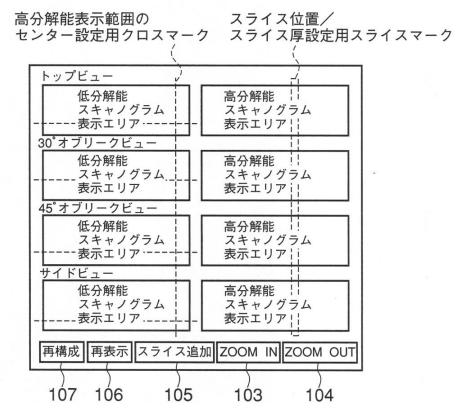 高分解能表示範囲の
センター設定用クロスマーク
スライス位置／
スライス厚設定用スライスマーク
トップビュー
低分解能
スキャノグラム
表示エリア
高分解能
スキャノグラム
表示エリア
30°オブリークビュー
低分解能
スキャノグラム
表示エリア
高分解能
スキャノグラム
表示エリア
45°オブリークビュー
低分解能
スキャノグラム
表示エリア
高分解能
スキャノグラム
表示エリア
サイドビュー
低分解能
スキャノグラム
表示エリア
高分解能
スキャノグラム
表示エリア
再構成 再表示 スライス追加 ZOOM IN ZOOM OUT
107 106 105 103 104